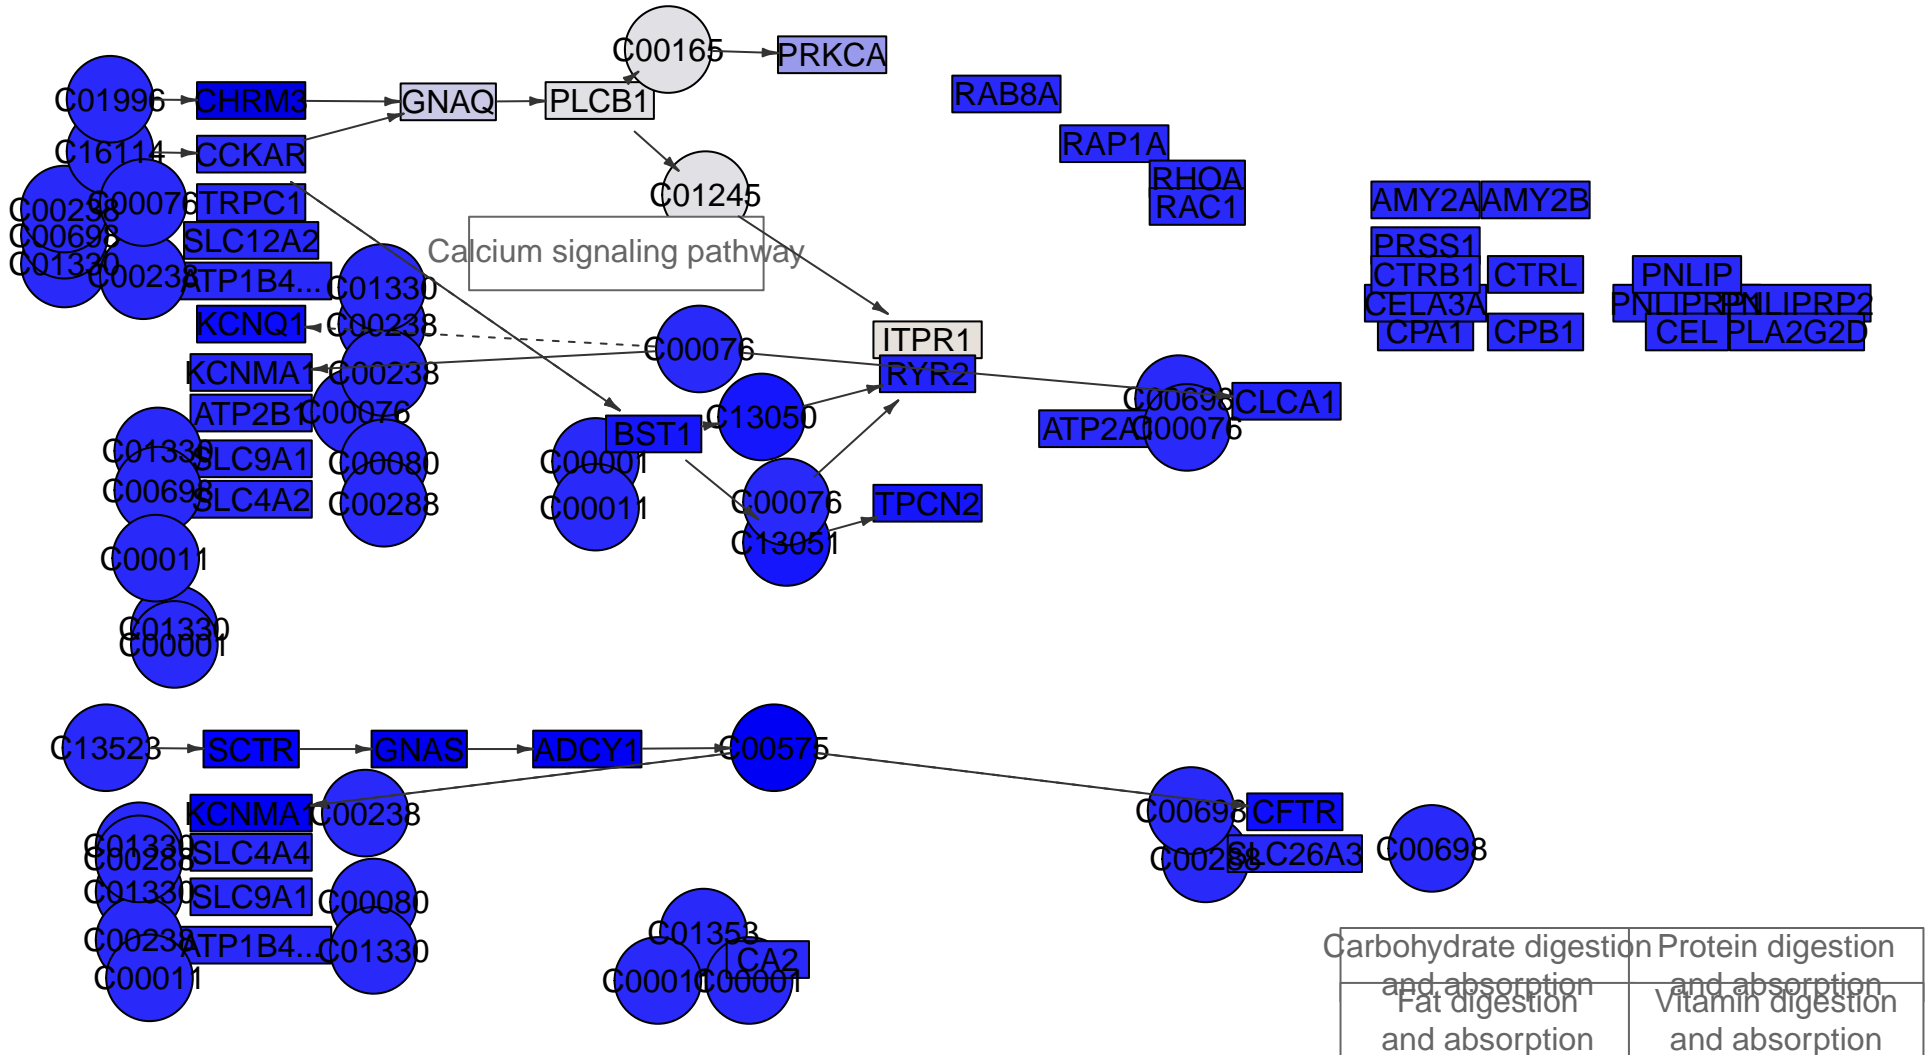 C00165
PRKCA
C01996
CHRM3
GNAQ
PLCB1
RAB8A
C16114
CCKAR
RAP1A
C00238
C00076
TRPC1
C01245
RHOA
RAC1
AMY2A
AMY2B
C00698
SLC12A2
Calcium signaling pathway
PRSS1
C01330
C00238
ATP1B4...
C01330
CTRB1
CTRL
PNLIP
CELA3A
PNLIPRP1
PNLIPRP2
KCNQ1
C00238
C00076
ITPR1
CPA1
CPB1
CEL
PLA2G2D
KCNMA1
C00238
RYR2
ATP2B1
C00076
C13050
C00698
CLCA1
BST1
ATP2A
C00076
C01330
SLC9A1
C00080
C00001
C00698
SLC4A2
C00288
C00011
C00076
TPCN2
C13051
C00011
C01330
C00001
C13523
SCTR
GNAS
ADCY1
C00575
KCNMA1
C00238
C00698
CFTR
C01330
C00288
SLC4A4
C00288
SLC26A3
C00698
C01330
SLC9A1
C00080
C00238
ATP1B4...
C01330
C01353
CA2
C00011
C00011
C00001
Carbohydrate digestion
and absorption
Protein digestion
and absorption
Fat digestion
and absorption
Vitamin digestion
and absorption